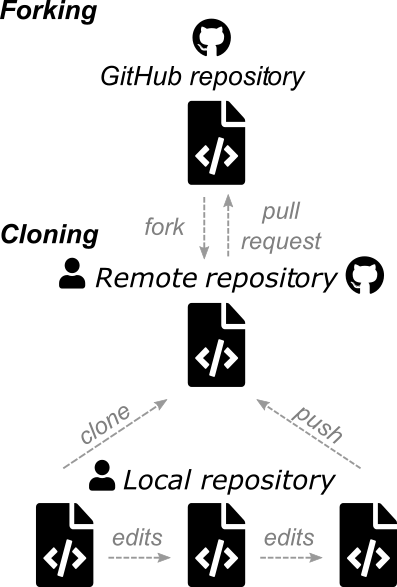 Forking
GitHub repository
</>
fork
pull
request
Cloning
Remote repository
</>
clone
push
Local repository
</>
edits
</>
edits
</>